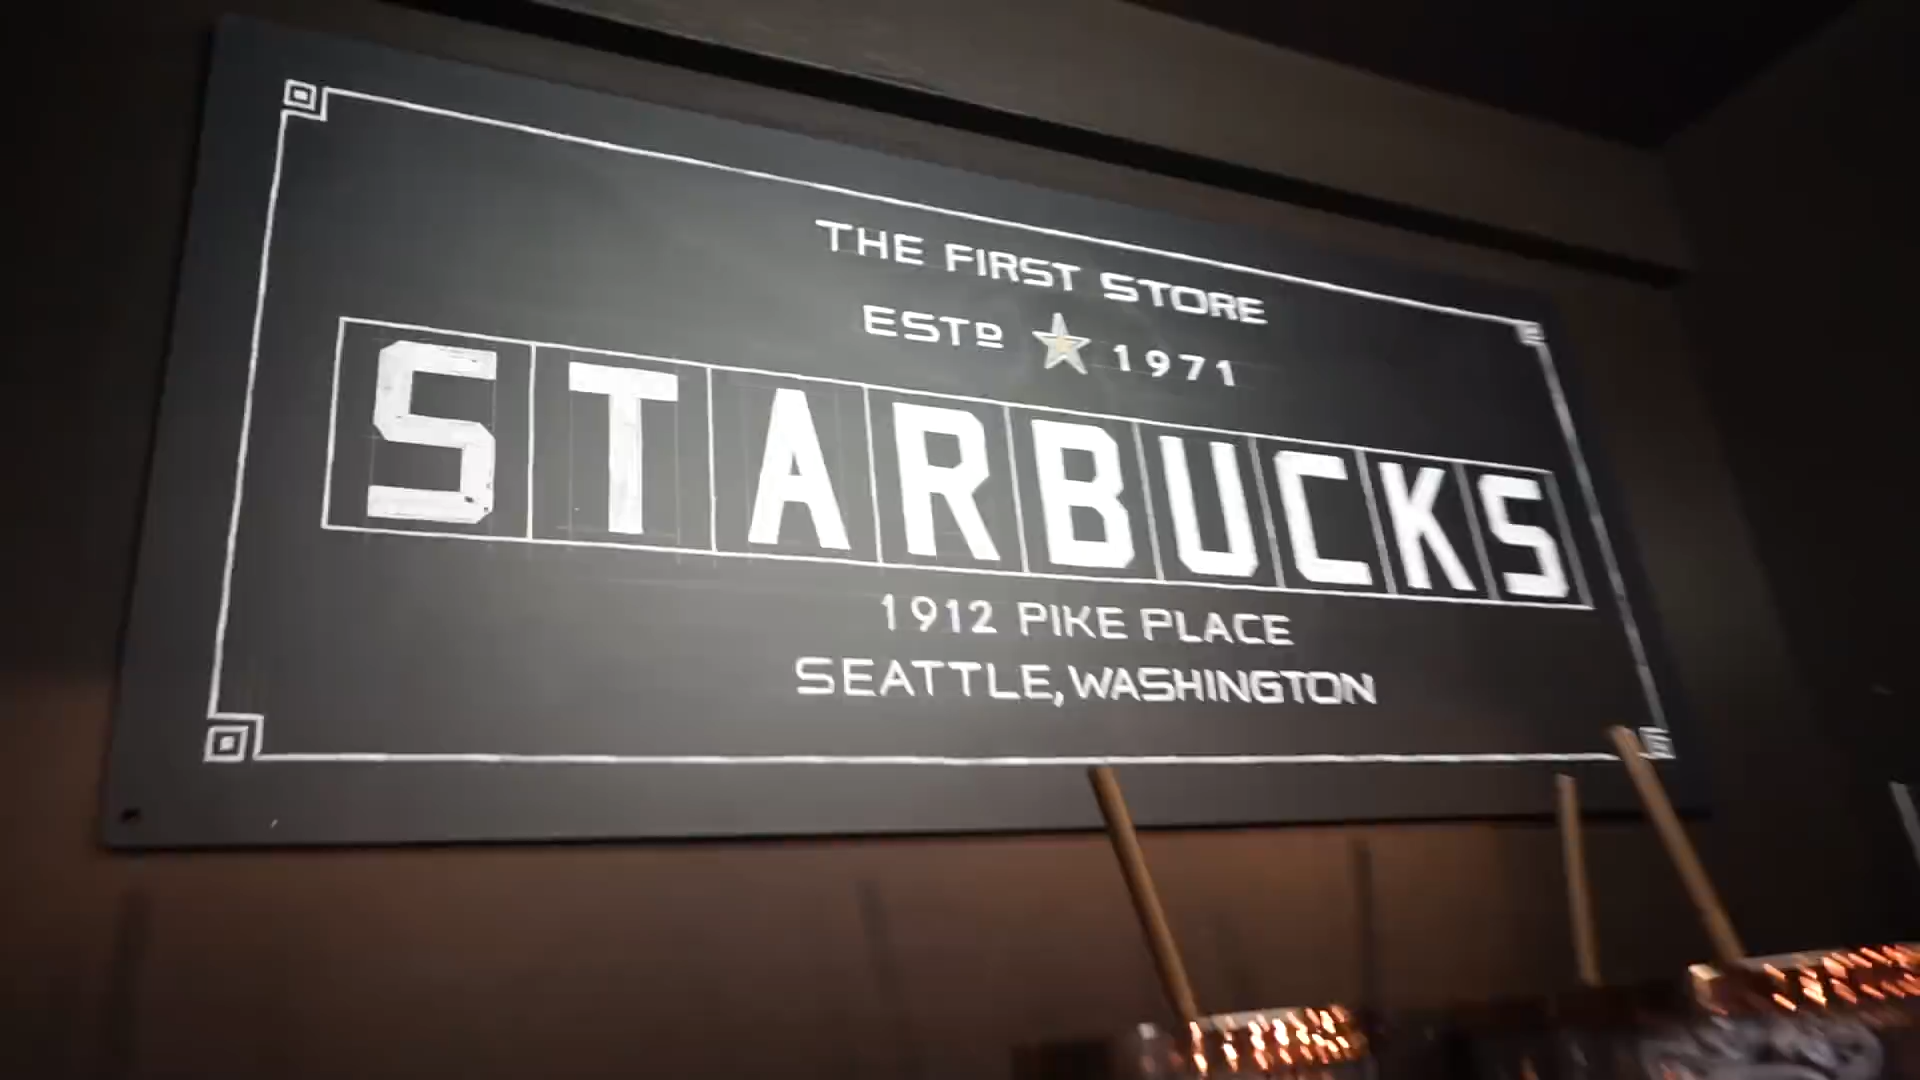 THE FIRST STORE
ESTD ★ 1971
STARBUCKS
1912 PIKE PLACE
SEATTLE, WASHINGTON